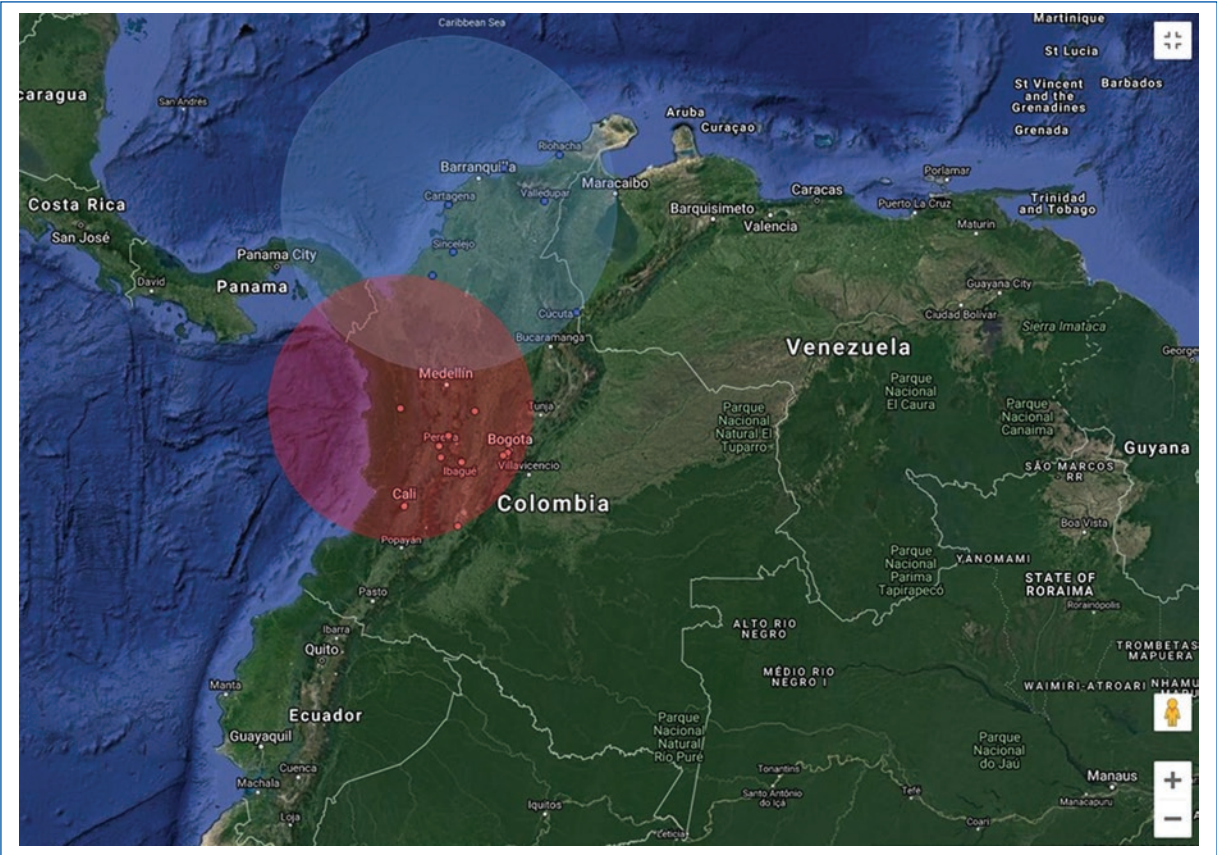 Martinique
Caribbean Sea
St Lucia
St Vincent
and the
Grenadines
Barbados
caragua
San Andrés
Aruba
Curaçao
Grenada
Riohacha
Barranquilla
Maracaibo
Porlamar
Cartagena
Valledupar
Caracas
Costa Rica
Barquisimeto
Puerto La Cruz
Trinidad
and Tobago
San José
Valencia
Maturin
Sincelejo
Panama City
David
Panama
Guayana City
Cúcuta
Ciudad Bolívar
Sierra Imataca
Bucaramanga
Venezuela
George
Medellín
Parque
Nacional
El Caura
Tunja
Parque
Nacional
Natural El
Tuparro
Parque
Nacional
Canaima
Pereira
Bogota
Guyana
Ibagué
Villavicencio
SÃO MARCOS
RR
Cali
Colombia
Boa Vista
Popayán
Parque
Nacional
Parima
Tapirapecó
YANOMAMI
STATE OF
RORAIMA
Pasto
Rorainópolis
Ibarra
ALTO RIO
NEGRO
Quito
TROMBETAS
MAPUERA
MÉDIO RIO
NEGRO I
Manta
WAIMIRI-ATROARI
NHAMU
Ecuador
Parque
Nacional
Natural
Río Puré
Guayaquil
Parque
Nacional
do Jaú
Cuenca
Tonantins
Machala
Manaus
Santo Antônio
do Içá
Tefé
Manacapuru
Iquitos
Loja
Coari
Leticia